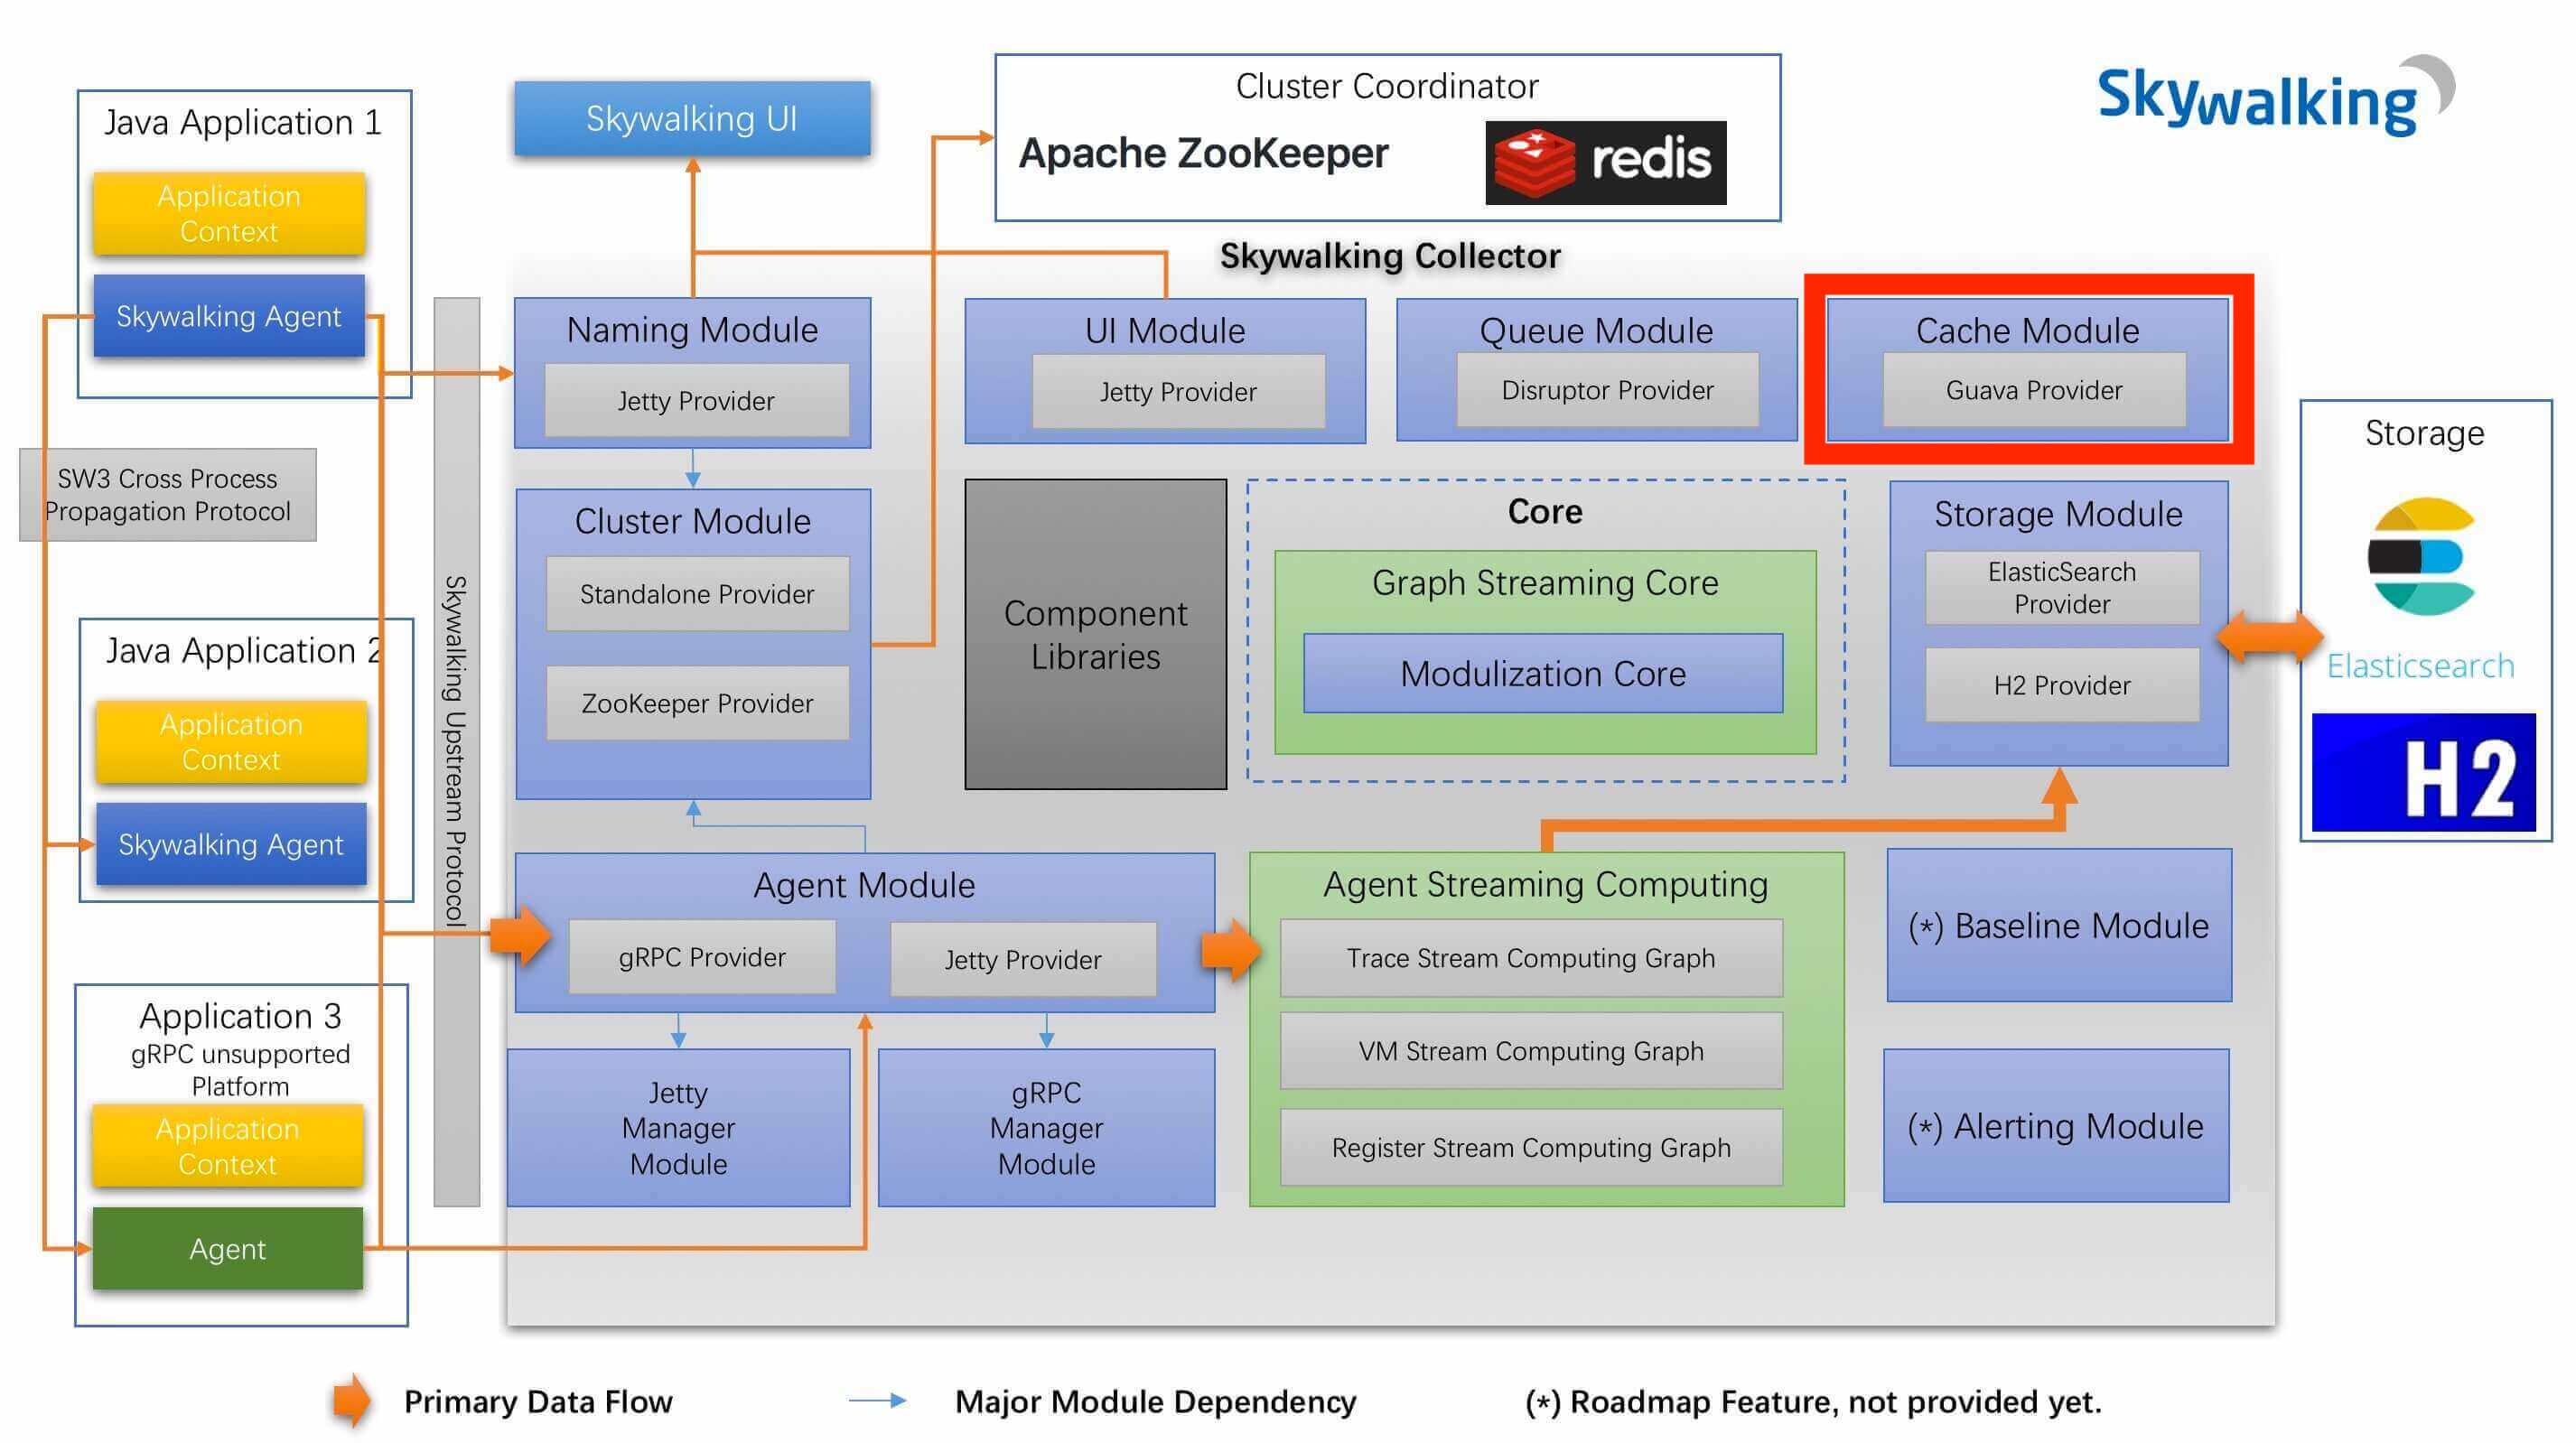 Skywalking
Cluster Coordinator
Apache ZooKeeper
redis
Skywalking UI
Java Application 1
Application
Context
Skywalking Agent
SW3 Cross Process
Propagation Protocol
Java Application 2
Application
Context
Skywalking Agent
Application 3
gRPC unsupported
Platform
Application
Context
Agent
Skywalking Upstream Protocol
Skywalking Collector
Naming Module
Jetty Provider
UI Module
Jetty Provider
Queue Module
Disruptor Provider
Cache Module
Guava Provider
Cluster Module
Standalone Provider
ZooKeeper Provider
Component
Libraries
Core
Graph Streaming Core
Modulization Core
Storage Module
ElasticSearch
Provider
H2 Provider
Storage
Elasticsearch
H2
Agent Module
gRPC Provider
Jetty Provider
Jetty
Manager
Module
gRPC
Manager
Module
Agent Streaming Computing
Trace Stream Computing Graph
VM Stream Computing Graph
Register Stream Computing Graph
(*) Baseline Module
(*) Alerting Module
Primary Data Flow
Major Module Dependency
(*) Roadmap Feature, not provided yet.